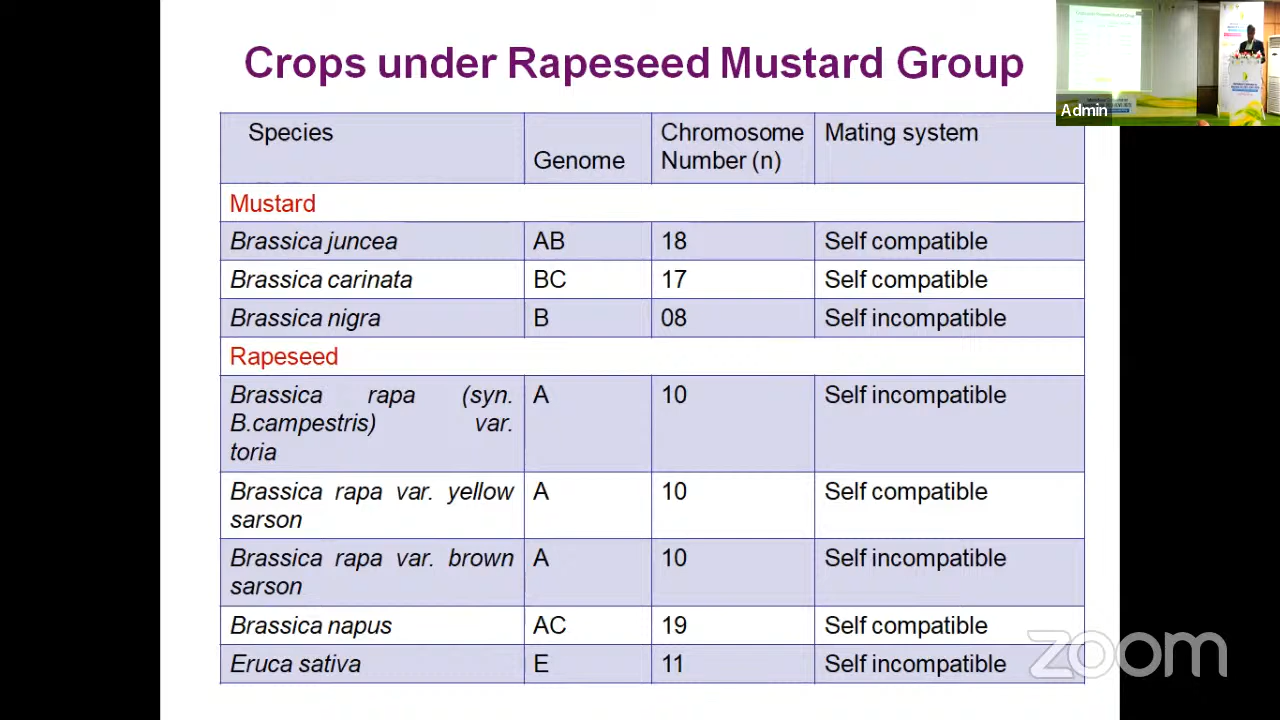 Crops under Rapeseed Mustard Group
Admin
Species
Genome
Chromosome
Number (n)
Mating system
Mustard
Brassica juncea AB 18 Self compatible
Brassica carinata BC 17 Self compatible
Brassica nigra B 08 Self incompatible
Rapeseed
Brassica rapa (syn. A 10 Self incompatible
B.campestris) var.
toria
Brassica rapa var. yellow A 10 Self compatible
sarson
Brassica rapa var. brown A 10 Self incompatible
sarson
Brassica napus AC 19 Self compatible
Eruca sativa E 11 Self incompatible
zoom